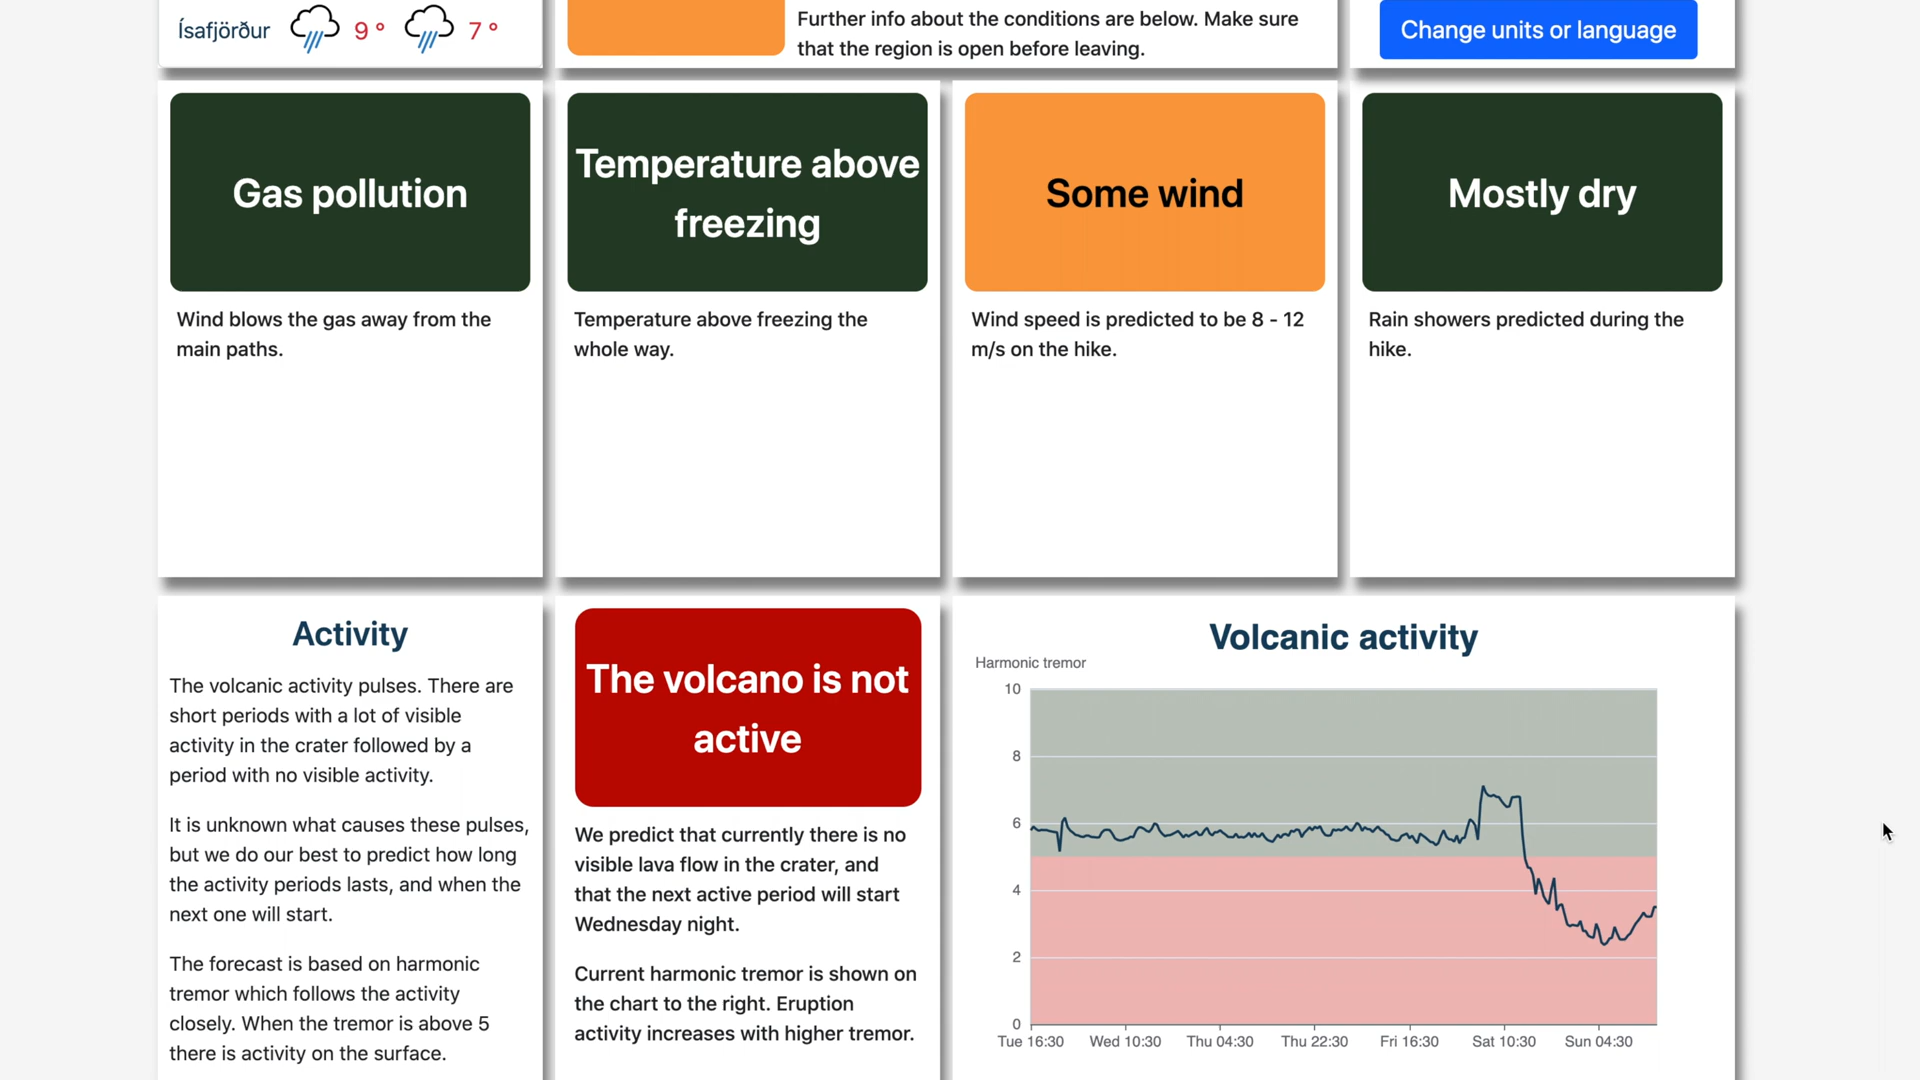 Ísafjörður 9 ° 7 °
Further info about the conditions are below. Make sure
that the region is open before leaving.
Change units or language
Gas pollution
Wind blows the gas away from the
main paths.
Temperature above
freezing
Temperature above freezing the
whole way.
Some wind
Wind speed is predicted to be 8 - 12
m/s on the hike.
Mostly dry
Rain showers predicted during the
hike.
Activity
The volcanic activity pulses. There are
short periods with a lot of visible
activity in the crater followed by a
period with no visible activity.
It is unknown what causes these pulses,
but we do our best to predict how long
the activity periods lasts, and when the
next one will start.
The forecast is based on harmonic
tremor which follows the activity
closely. When the tremor is above 5
there is activity on the surface.
The volcano is not
active
We predict that currently there is no
visible lava flow in the crater, and
that the next active period will start
Wednesday night.
Current harmonic tremor is shown on
the chart to the right. Eruption
activity increases with higher tremor.
Volcanic activity
Harmonic tremor
10
8
6
4
2
0
Tue 16:30 Wed 10:30 Thu 04:30 Thu 22:30 Fri 16:30 Sat 10:30 Sun 04:30